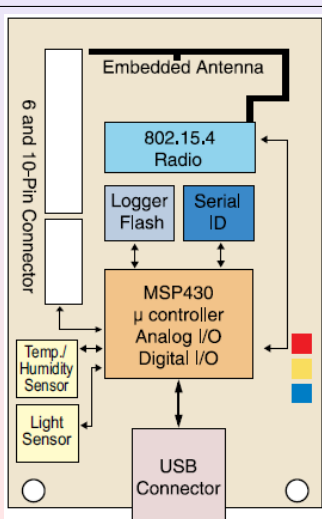 Embedded Antenna
6 and 10-Pin Connector
802.15.4
Radio
Logger
Flash
Serial
ID
MSP430
µ controller
Analog I/O
Digital I/O
Temp./
Humidity
Sensor
Light
Sensor
USB
Connector